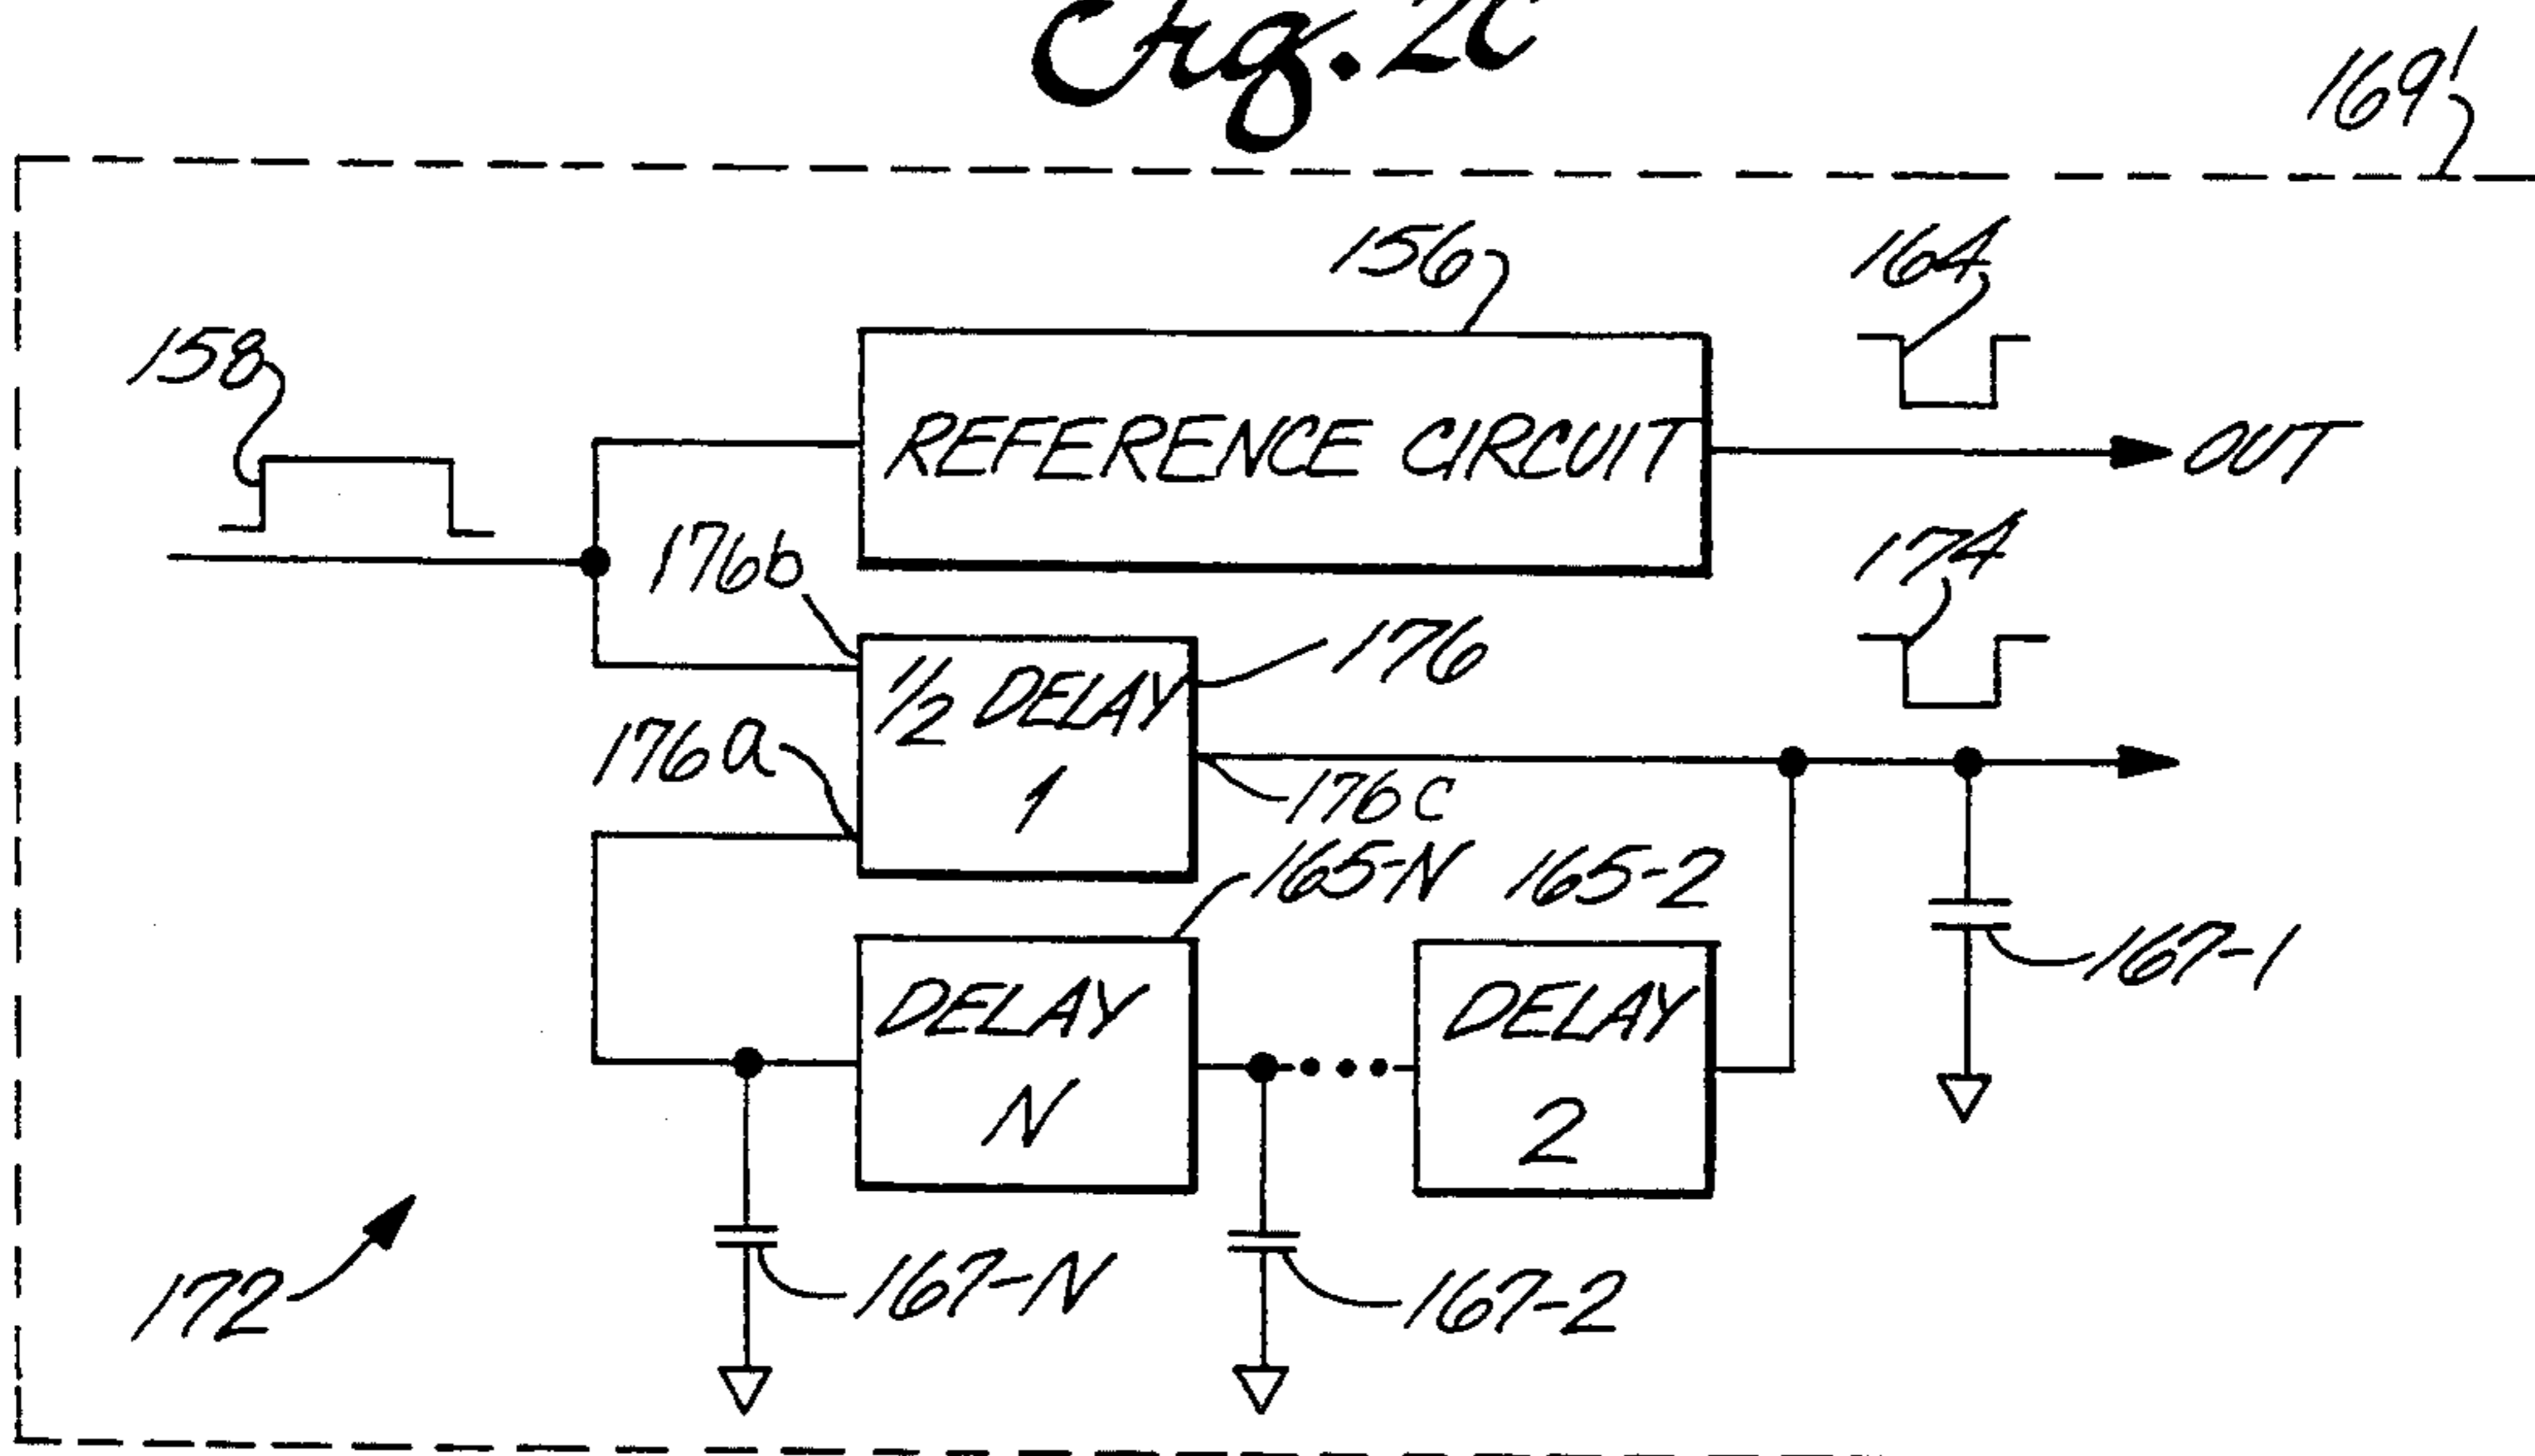 Fig. 2C
169'
156
164
158
REFERENCE CIRCUIT
OUT
176b
174
1/2 DELAY
1
176
176a
176c
165-N
165-2
DELAY
N
DELAY
2
167-1
172
167-N
167-2